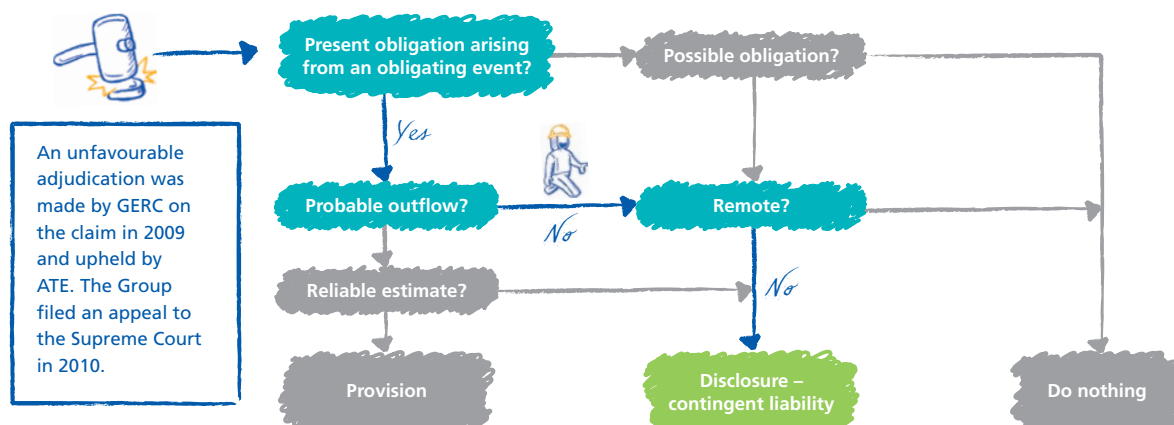 Present obligation arising
from an obligating event?
Possible obligation?
Yes
An unfavourable
adjudication was
made by GERC on
the claim in 2009
and upheld by
ATE. The Group
filed an appeal to
the Supreme Court
in 2010.
Probable outflow?
No
Remote?
Reliable estimate?
No
Provision
Disclosure –
contingent liability
Do nothing